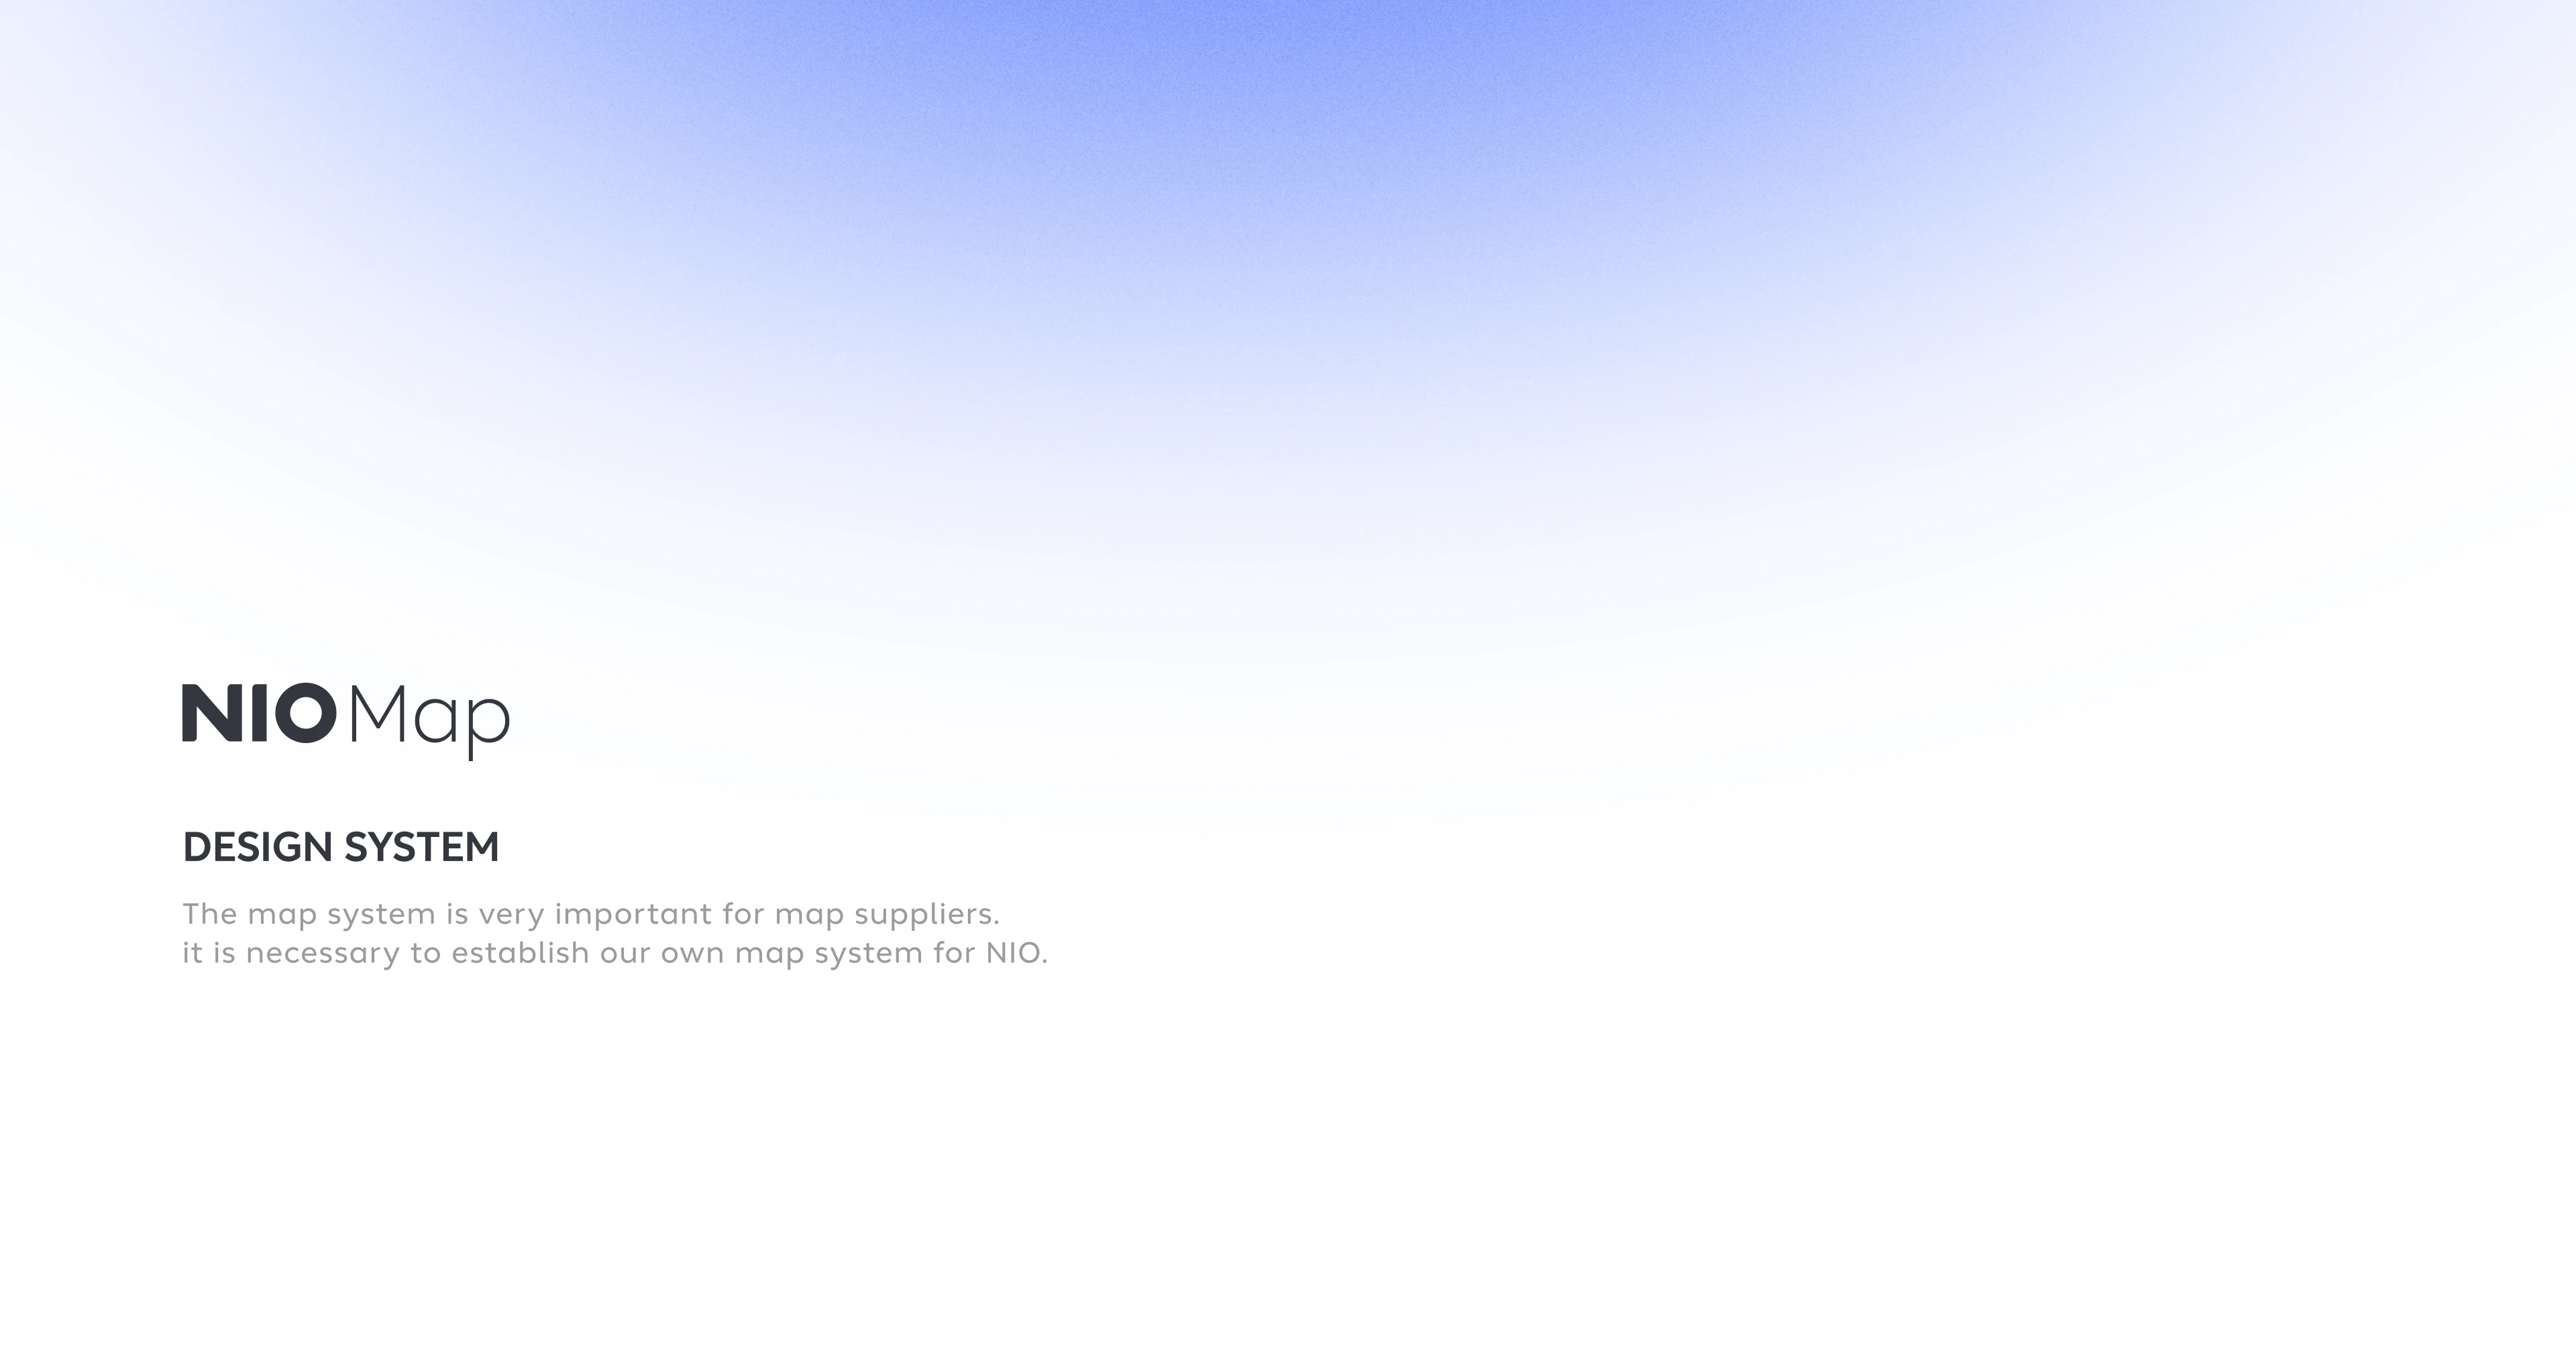 NIO Map
DESIGN SYSTEM
The map system is very important for map suppliers.
it is necessary to establish our own map system for NIO.